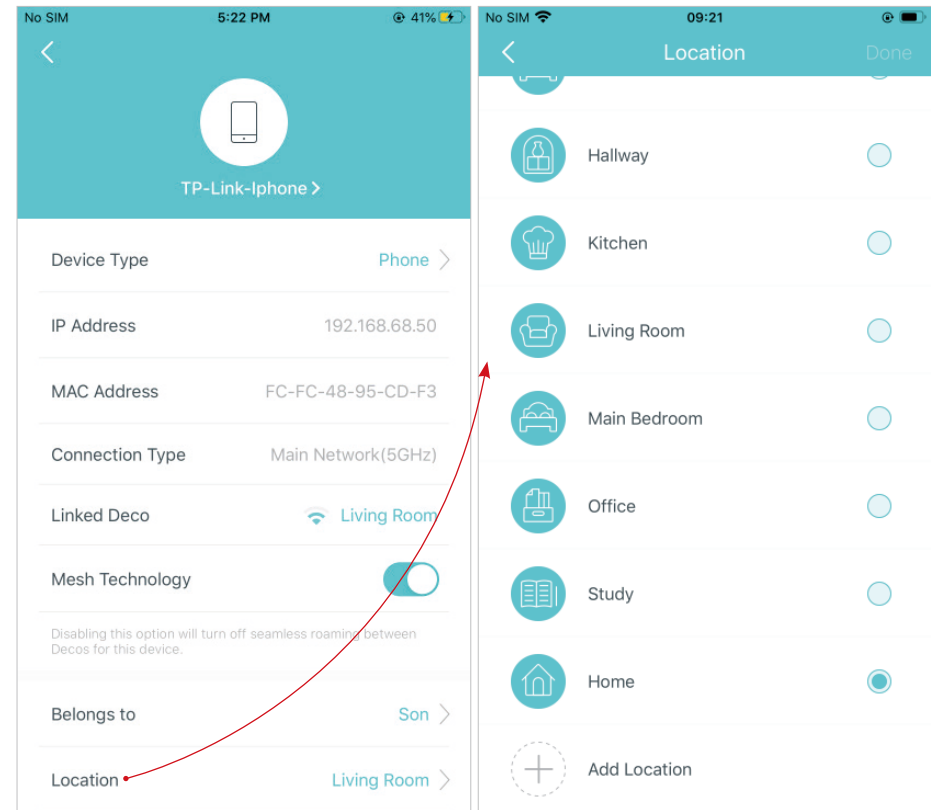 No SIM 5:22 PM 41%
TP-Link-Iphone >
Device Type Phone >
IP Address 192.168.68.50
MAC Address FC-FC-48-95-CD-F3
Connection Type Main Network(5GHz)
Linked Deco Living Room
Mesh Technology
Disabling this option will turn off seamless roaming between
Decos for this device.
Belongs to Son >
Location Living Room >
No SIM 09:21
Location Done
Hallway
Kitchen
Living Room
Main Bedroom
Office
Study
Home
Add Location